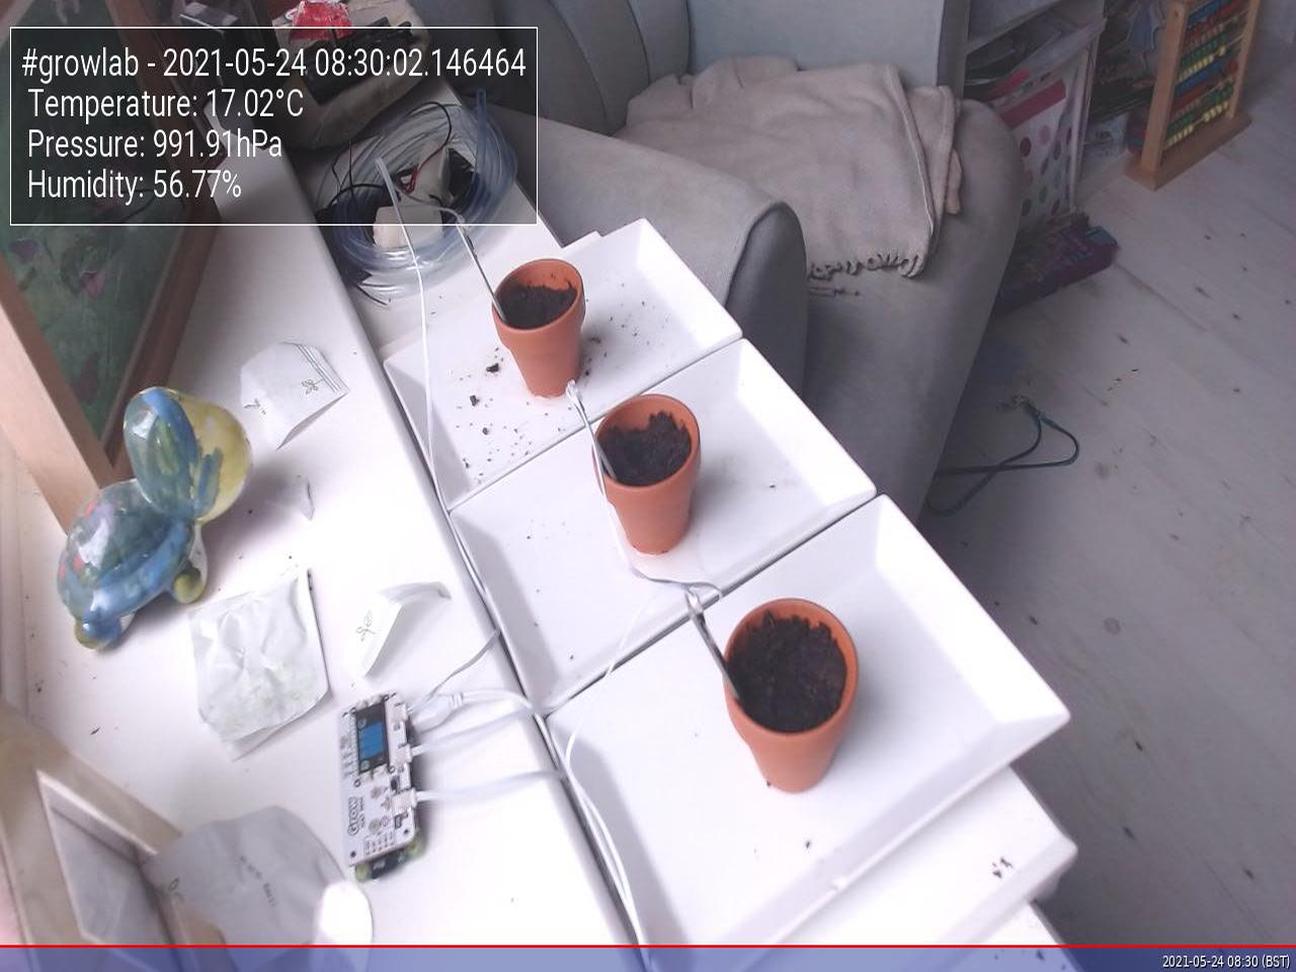 #growlab - 2021-05-24 08:30:02.146464
Temperature: 17.02°C
Pressure: 991.91hPa
Humidity: 56.77%
Grow
2021-05-24 08:30 (BST)